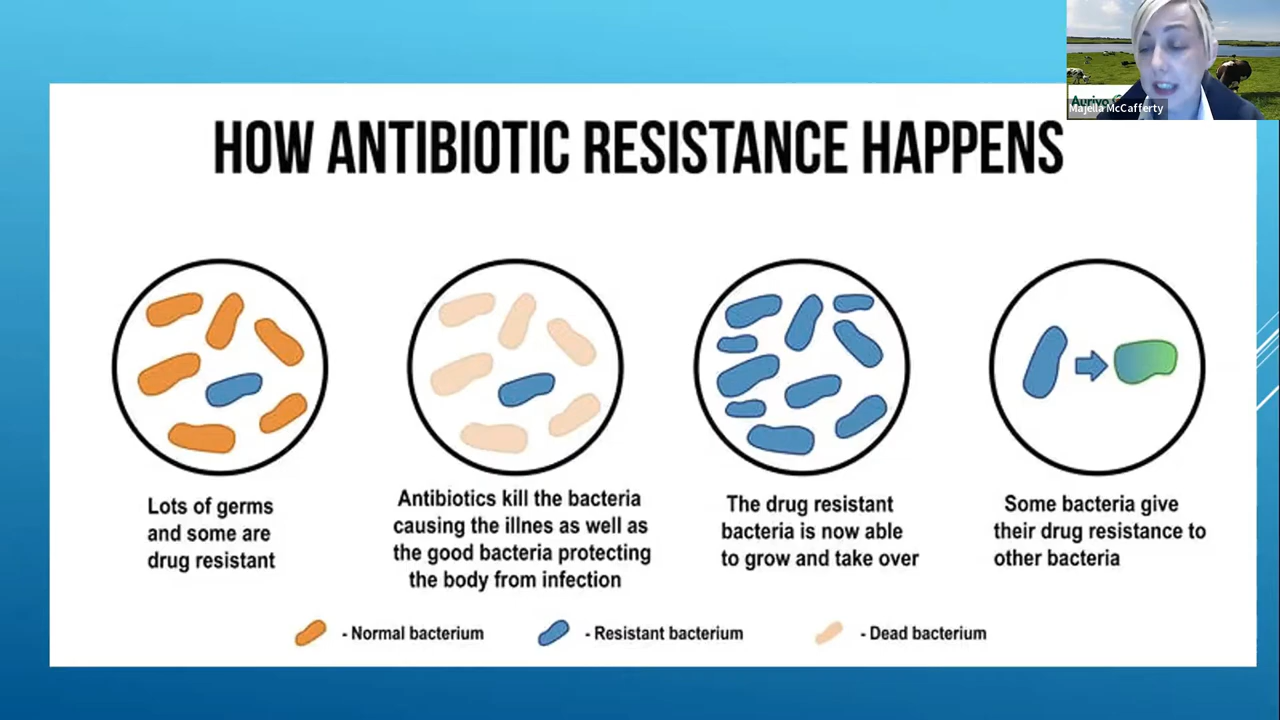 Aurivo
Majella McCafferty
HOW ANTIBIOTIC RESISTANCE HAPPENS
Lots of germs
and some are
drug resistant
Antibiotics kill the bacteria
causing the illnes as well as
the good bacteria protecting
the body from infection
The drug resistant
bacteria is now able
to grow and take over
Some bacteria give
their drug resistance to
other bacteria
- Normal bacterium
- Resistant bacterium
- Dead bacterium